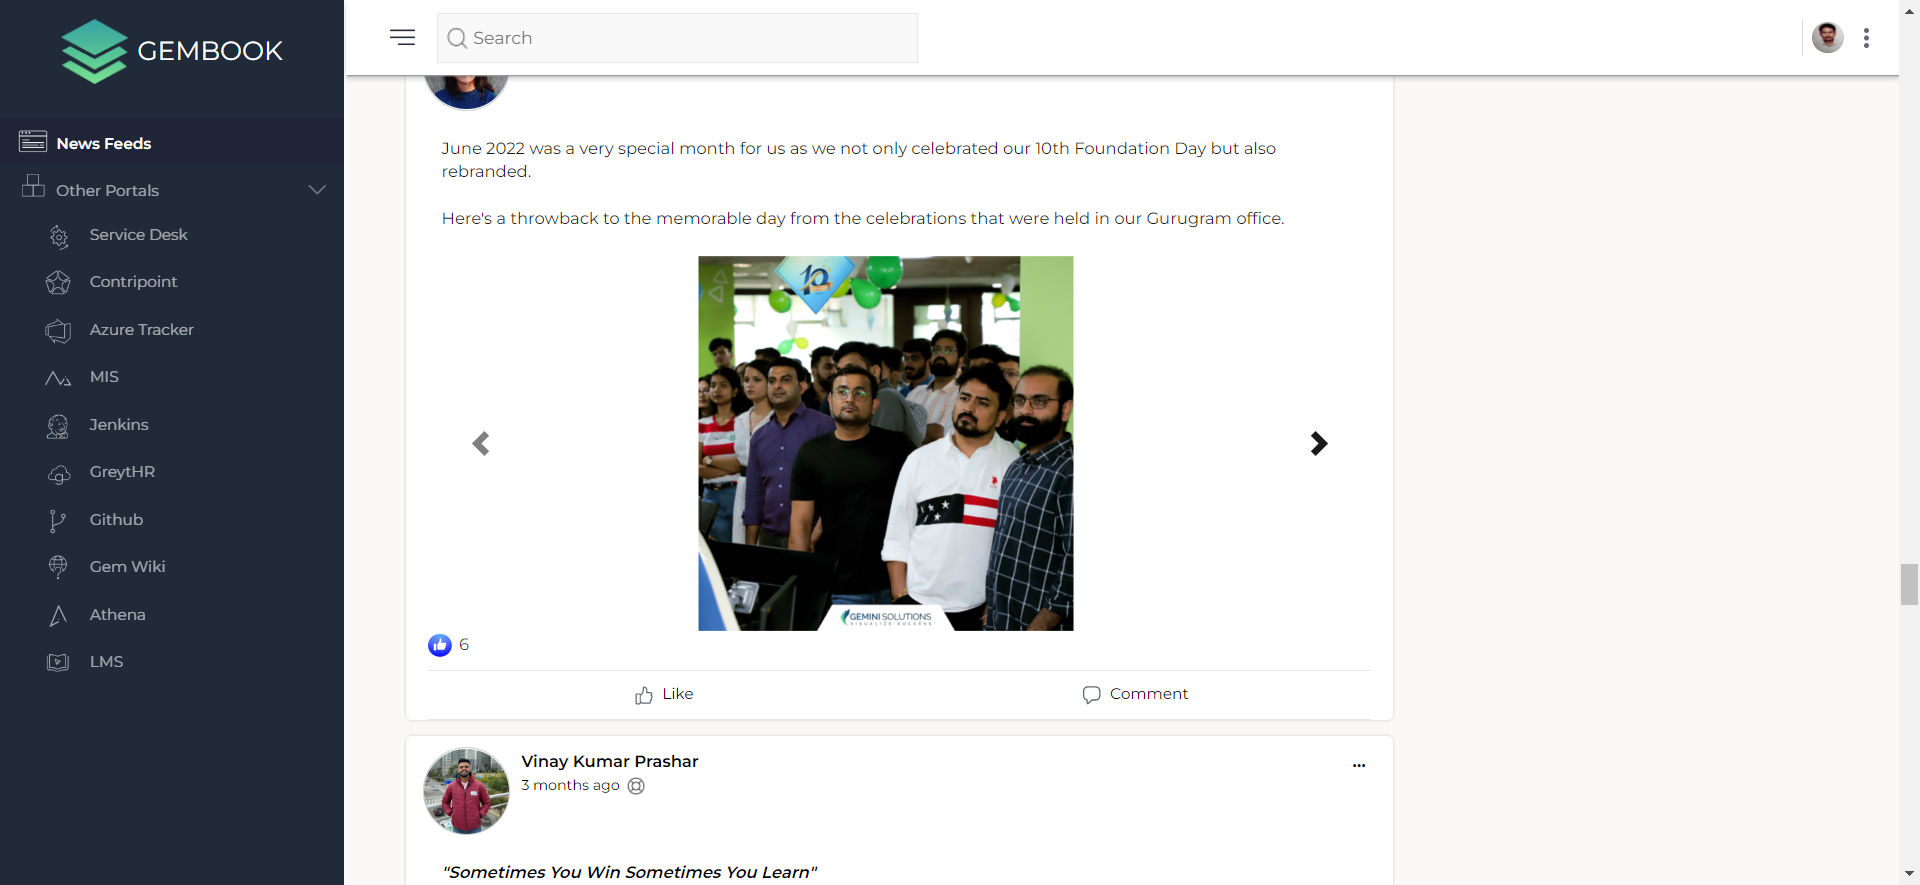 GEMBOOK
Search
News Feeds
Other Portals
Service Desk
Contripoint
Azure Tracker
MIS
Jenkins
GreytHR
Github
Gem Wiki
Athena
LMS
June 2022 was a very special month for us as we not only celebrated our 10th Foundation Day but also
rebranded.
Here's a throwback to the memorable day from the celebrations that were held in our Gurugram office.
10
GEMINI SOLUTIONS
VISUALIZE SUCCESS
6
Like
Comment
Vinay Kumar Prashar
...
3 months ago
"Sometimes You Win Sometimes You Learn"